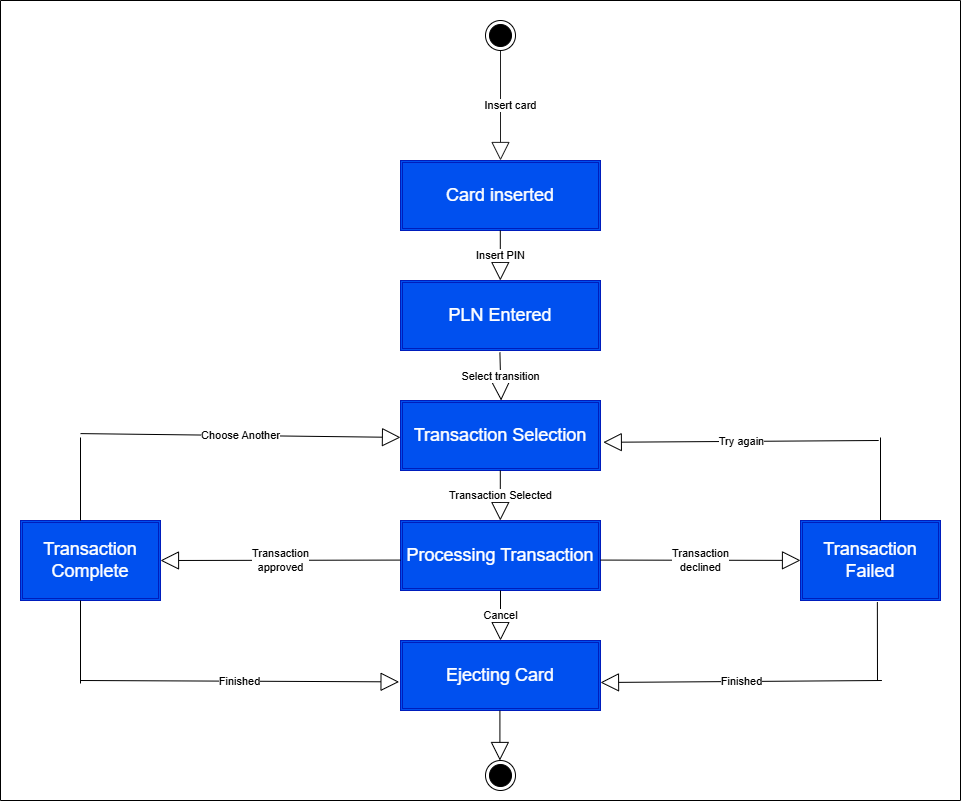 Insert card
Card inserted
Insert PIN
PLN Entered
Select transition
Transaction Selection
Choose Another
Try again
Transaction Selected
Transaction
Complete
Transaction
approved
Processing Transaction
Transaction
declined
Transaction
Failed
Cancel
Ejecting Card
Finished
Finished